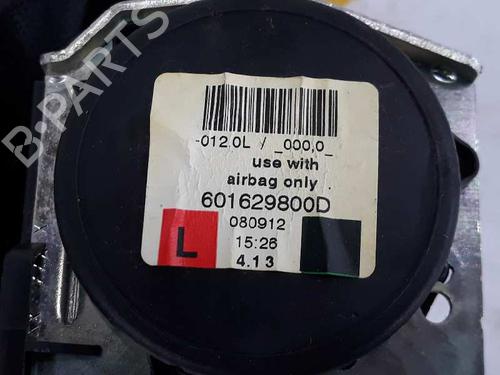 -012.0L / _000,0_
use with
airbag only
601629800D
080912
L
15:26
4.13
B-PARTS